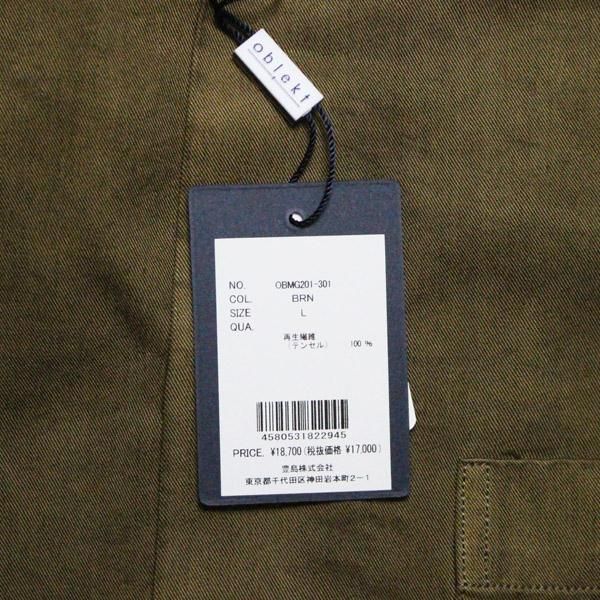 oblekt
NO. OBMG201-301
COL. BRN
SIZE L
QUA.
再生繊維
(テンセル) 100 %
4580531822945
PRICE. ¥18,700(税抜価格 ¥17,000)
豊島株式会社
東京都千代田区神田岩本町2-1